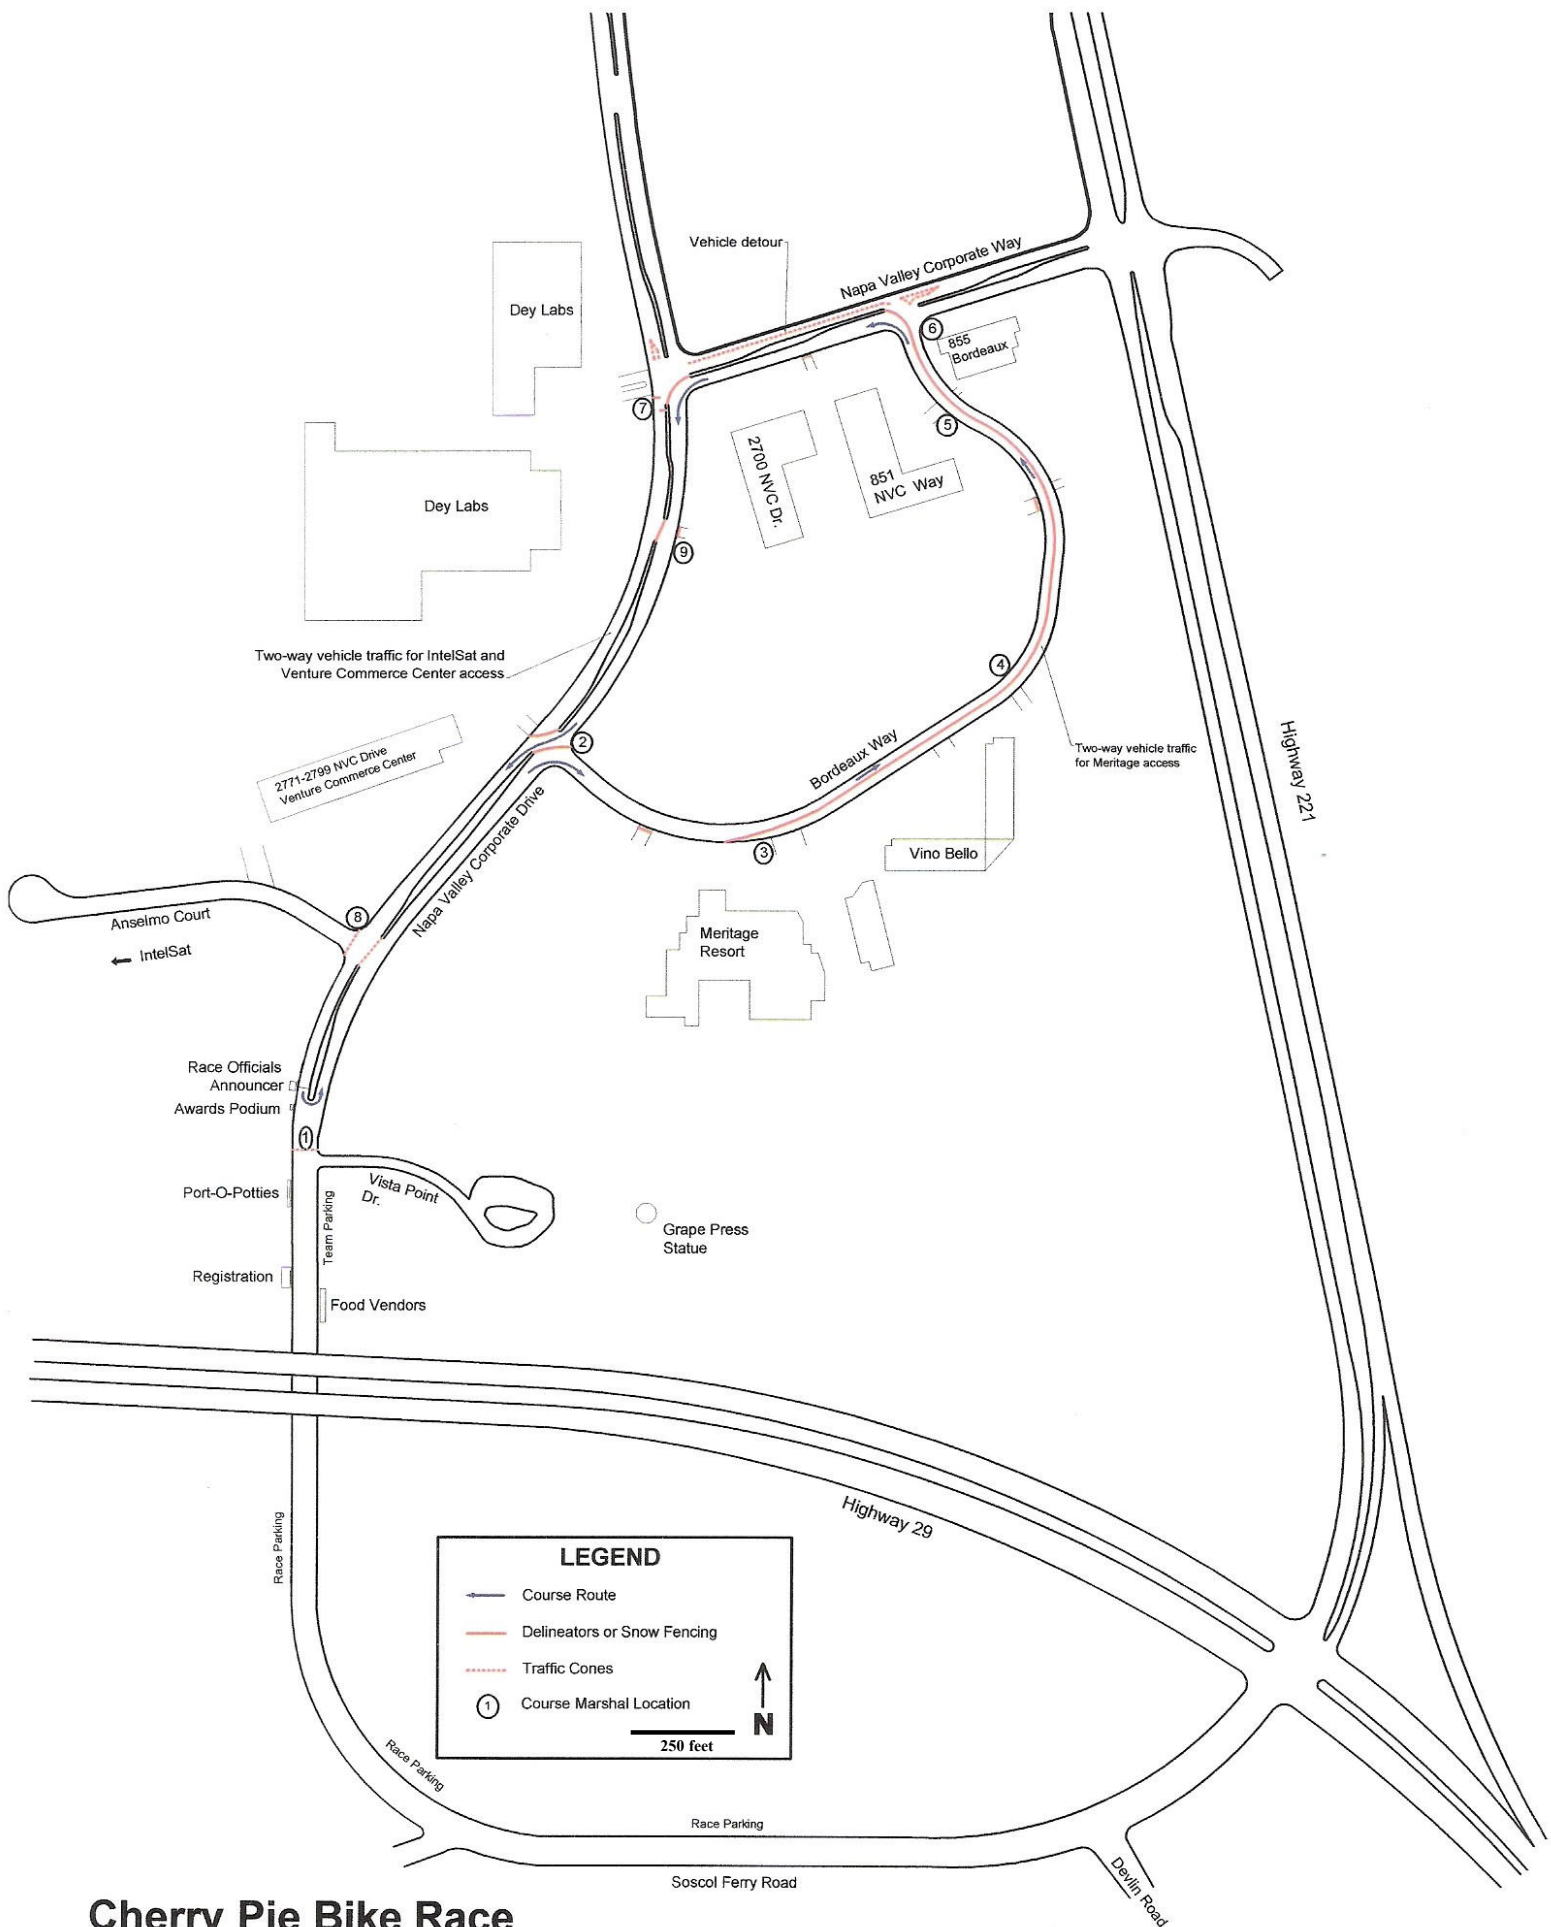 Vehicle detour
Napa Valley Corporate Way
Dey Labs
6
855
Bordeaux
7
5
2700 NVC Dr.
851
NVC Way
Dey Labs
9
Two-way vehicle traffic for IntelSat and
Venture Commerce Center access
4
2771-2799 NVC Drive
Venture Commerce Center
2
Bordeaux Way
Two-way vehicle traffic
for Meritage access
Highway 221
Napa Valley Corporate Drive
3
Vino Bello
Anselmo Court
8
Meritage
Resort
IntelSat
Race Officials
Announcer
Awards Podium
1
Port-O-Potties
Vista Point
Dr.
Team Parking
Grape Press
Statue
Registration
Food Vendors
Highway 29
Race Parking
LEGEND
Course Route
Delineators or Snow Fencing
Traffic Cones
1
Course Marshal Location
N
250 feet
Race Parking
Race Parking
Soscol Ferry Road
Devlin Road
Cherry Pie Bike Race